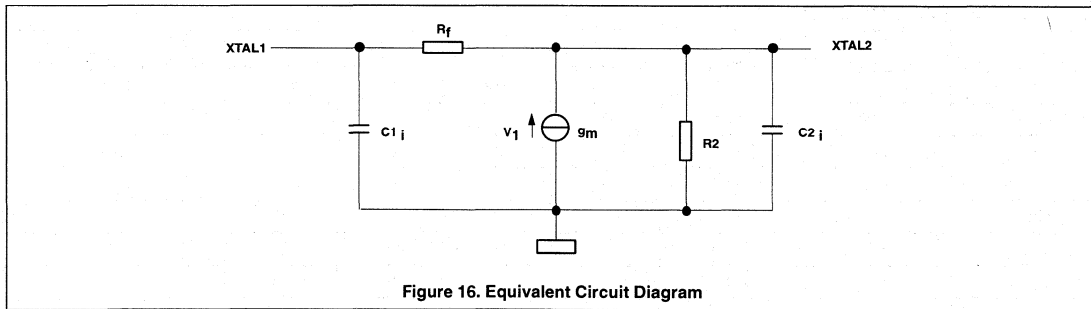 XTAL1
Rf
XTAL2
C1 i
V1
gm
R2
C2 i
Figure 16. Equivalent Circuit Diagram